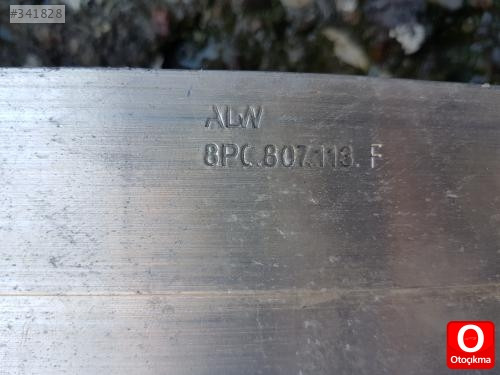 #341828
ALW
8P0.807.113. F
O
Otoçıkma